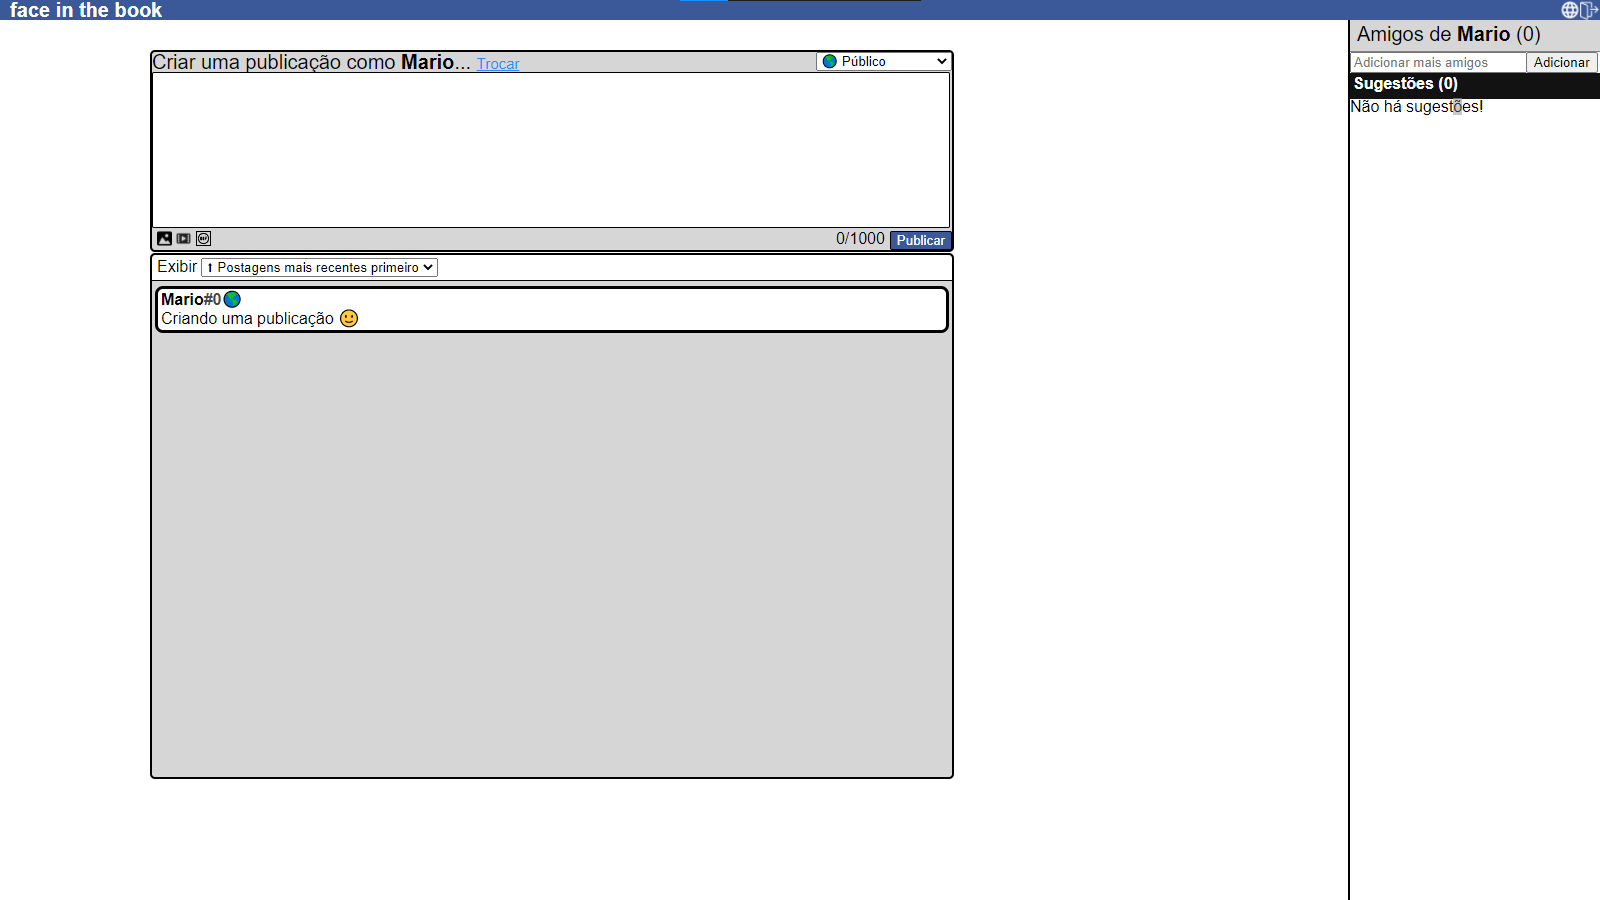 face in the book
Criar uma publicação como Mario... Trocar
Público
0/1000 Publicar
Exibir ⬆ Postagens mais recentes primeiro
Mario#0🌎
Criando uma publicação 🙂
Amigos de Mario (0)
Adicionar mais amigos Adicionar
Sugestões (0)
Não há sugestões!